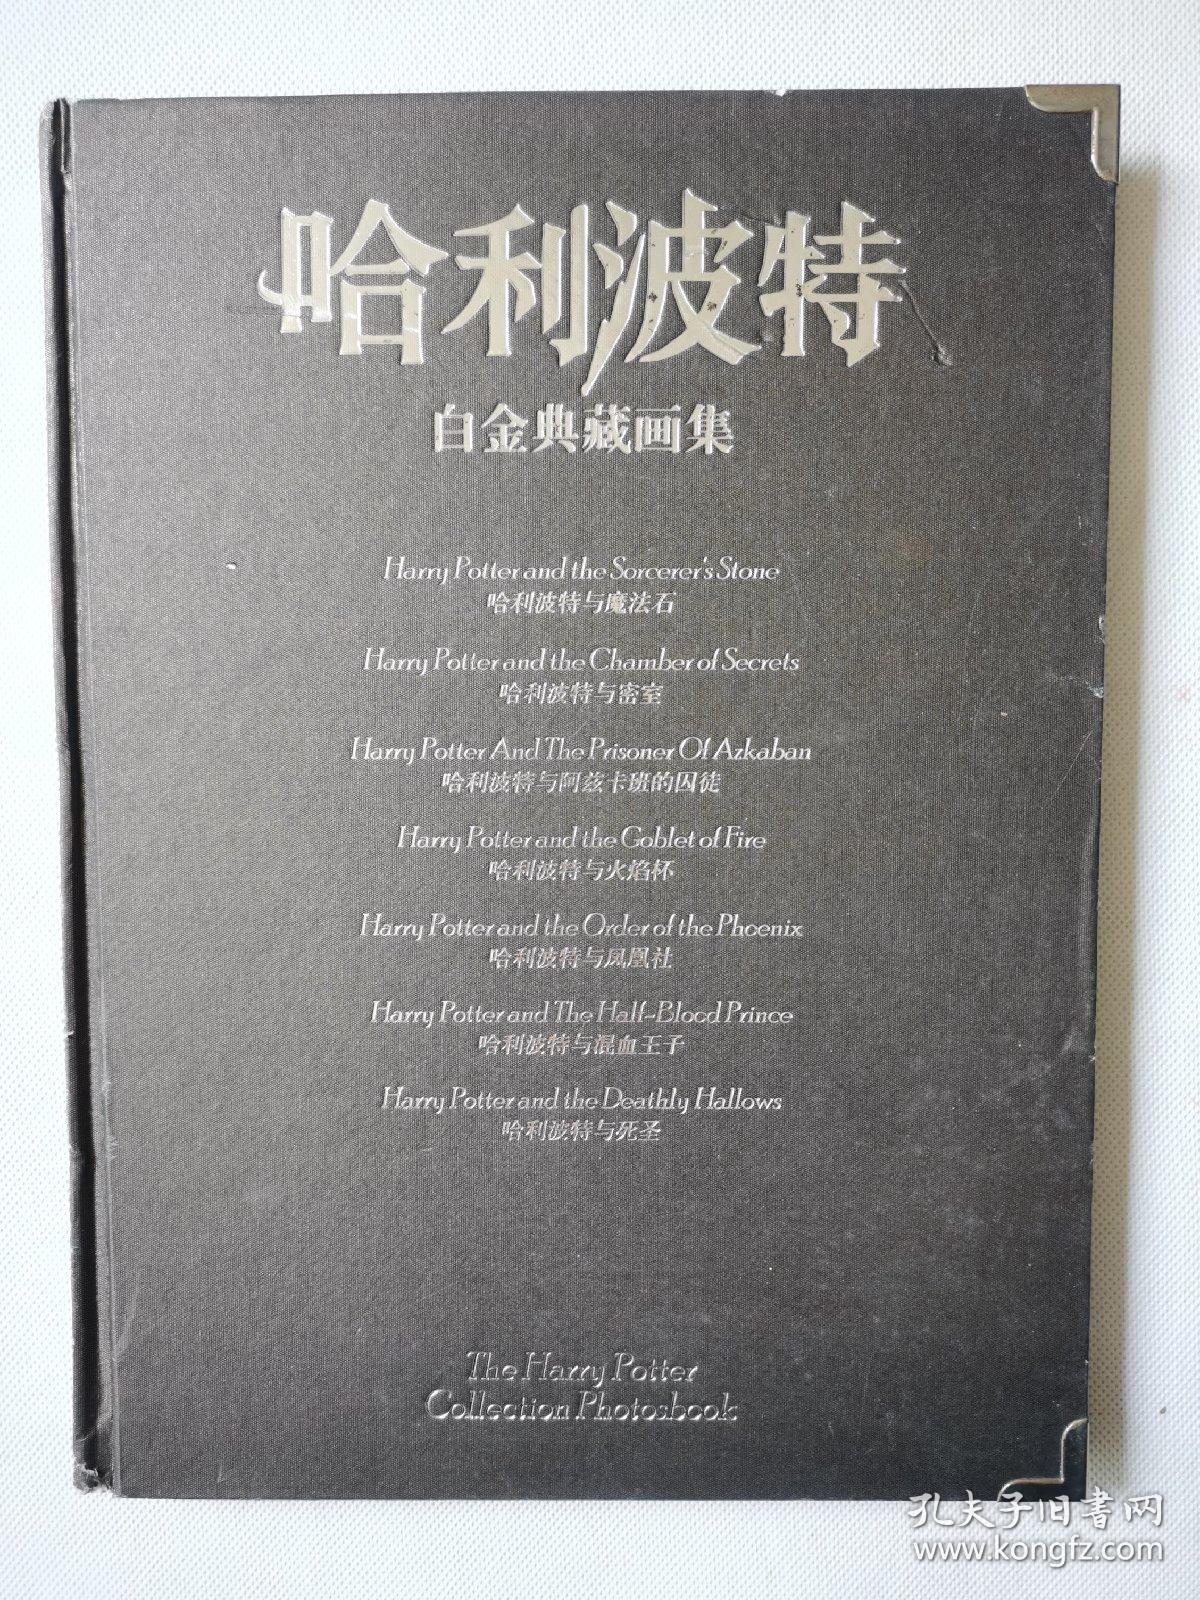 哈利波特
白金典藏画集
Harry Potter and the Sorcerer's Stone
哈利波特与魔法石
Harry Potter and the Chamber of Secrets
哈利波特与密室
Harry Potter And The Prisoner Of Azkaban
哈利波特与阿兹卡班的囚徒
Harry Potter and the Goblet of Fire
哈利波特与火焰杯
Harry Potter and the Order of the Phoenix
哈利波特与凤凰社
Harry Potter and The Half-Blood Prince
哈利波特与混血王子
Harry Potter and the Deathly Hallows
哈利波特与死圣
The Harry Potter
Collection Photosbook
孔夫子旧书网
www.kongfz.com